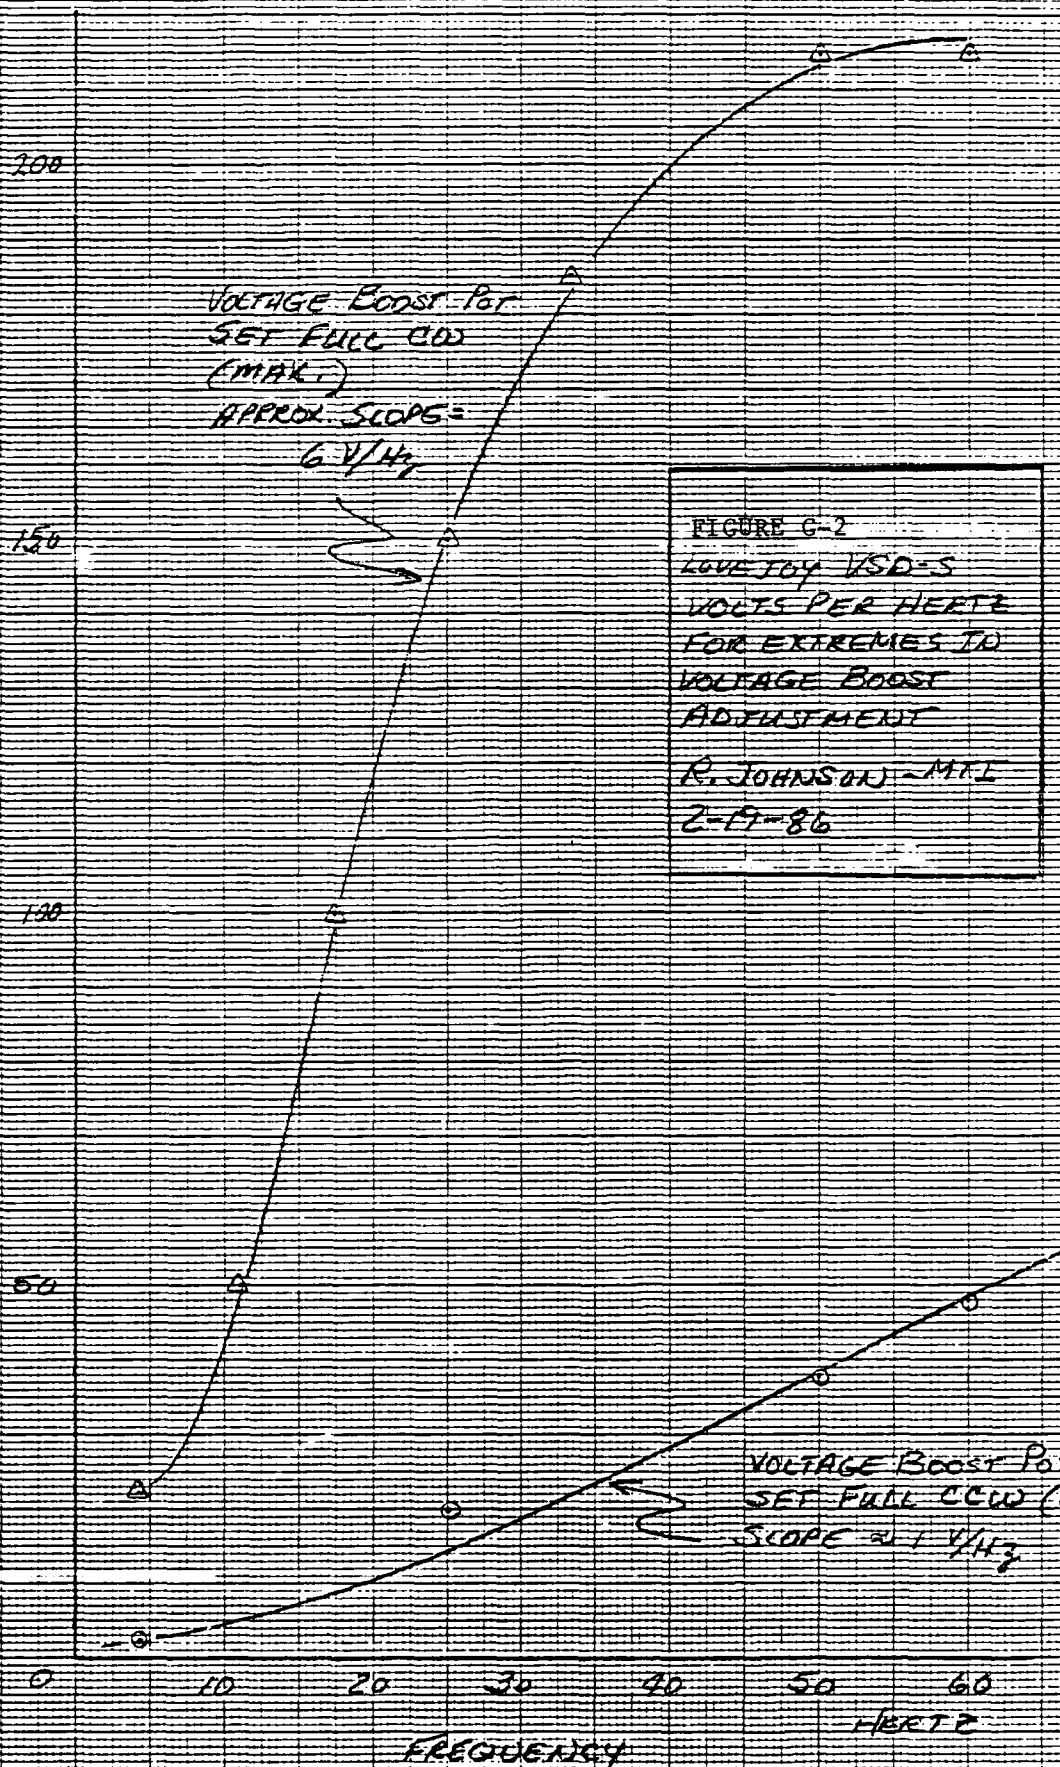 200
VOLTAGE BOOST POT
SET FULL CW
(MAX.)
APPROX. SLOPE =
6 V/Hz
150
FIGURE G-2
LOVEJOY VSD-S
VOLTS PER HERTZ
FOR EXTREMES IN
VOLTAGE BOOST
ADJUSTMENT
R. JOHNSON - MTI
2-19-86
100
50
VOLTAGE BOOST PO
SET FULL CCW (
SLOPE ≈ 1 V/Hz
0 10 20 30 40 50 60
HERTZ
FREQUENCY